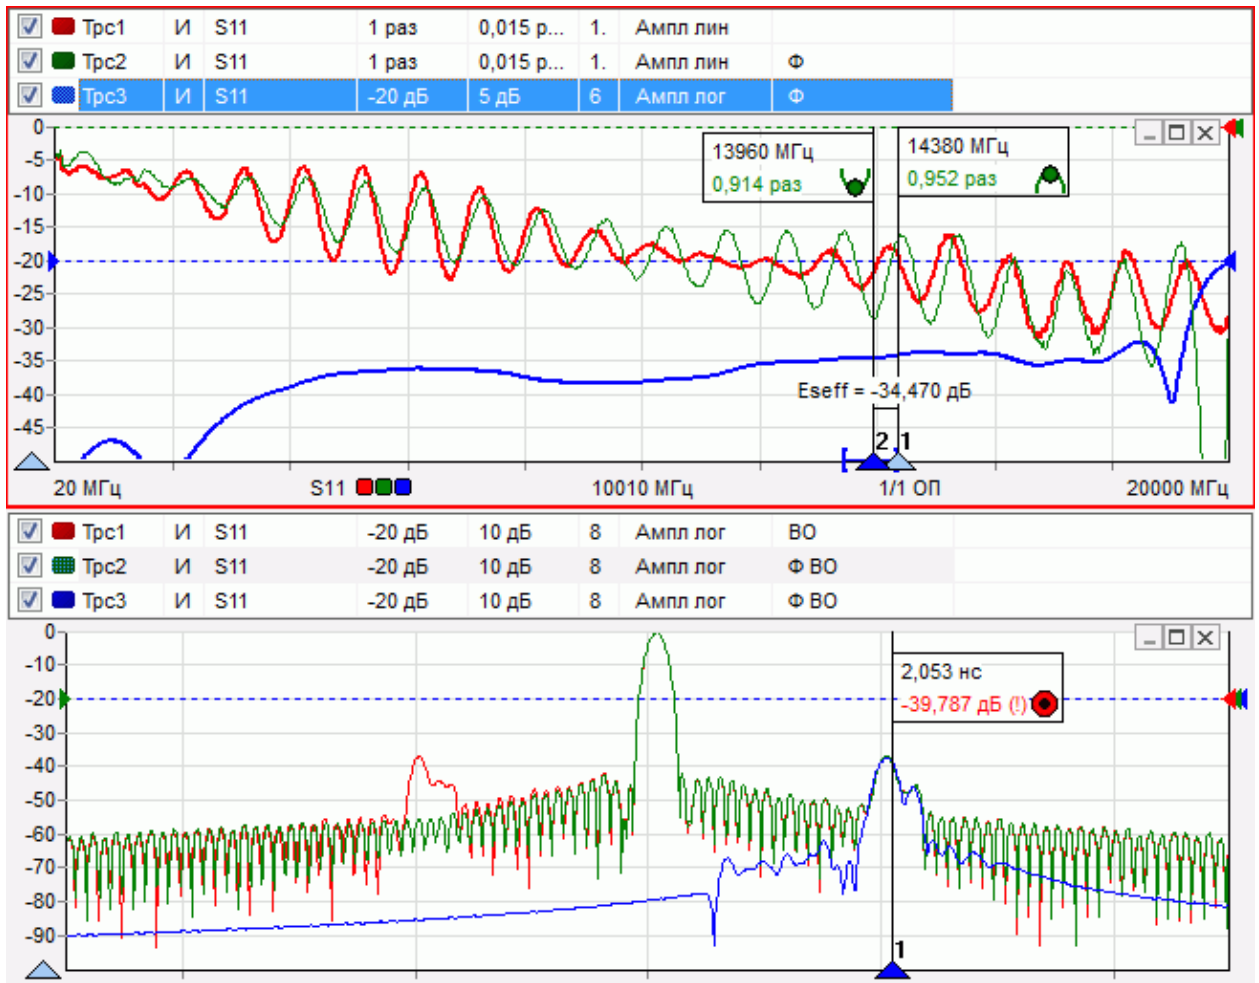 Трс1 И S11 1 раз 0,015 р... 1. Ампл лин
Трс2 И S11 1 раз 0,015 р... 1. Ампл лин Ф
Трс3 И S11 -20 дБ 5 дБ 6 Ампл лог Ф
0
-5
-10
-15
-20
-25
-30
-35
-40
-45
13960 МГц
0,914 раз
14380 МГц
0,952 раз
Eseff = -34,470 дБ
2 1
20 МГц S11 10010 МГц 1/1 ОП 20000 МГц
Трс1 И S11 -20 дБ 10 дБ 8 Ампл лог ВО
Трс2 И S11 -20 дБ 10 дБ 8 Ампл лог Ф ВО
Трс3 И S11 -20 дБ 10 дБ 8 Ампл лог Ф ВО
0
-10
-20
-30
-40
-50
-60
-70
-80
-90
2,053 нс
-39,787 дБ (!)
1